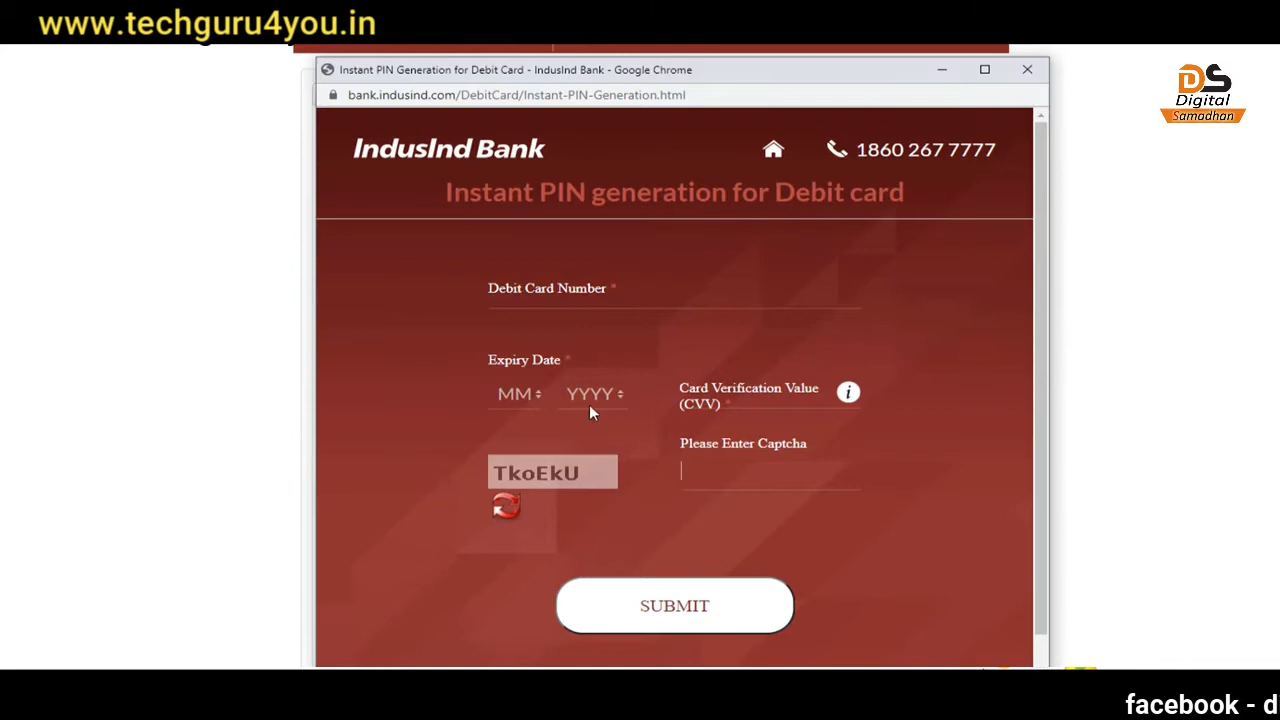 www.techguru4you.in
Instant PIN Generation for Debit Card - IndusInd Bank - Google Chrome
bank.indusind.com/DebitCard/Instant-PIN-Generation.html
DS
Digital
Samadhan
IndusInd Bank
1860 267 7777
Instant PIN generation for Debit card
Debit Card Number *
Expiry Date *
MM
YYYY
Card Verification Value
(CVV) *
i
Please Enter Captcha
TkoEkU
SUBMIT
facebook - d